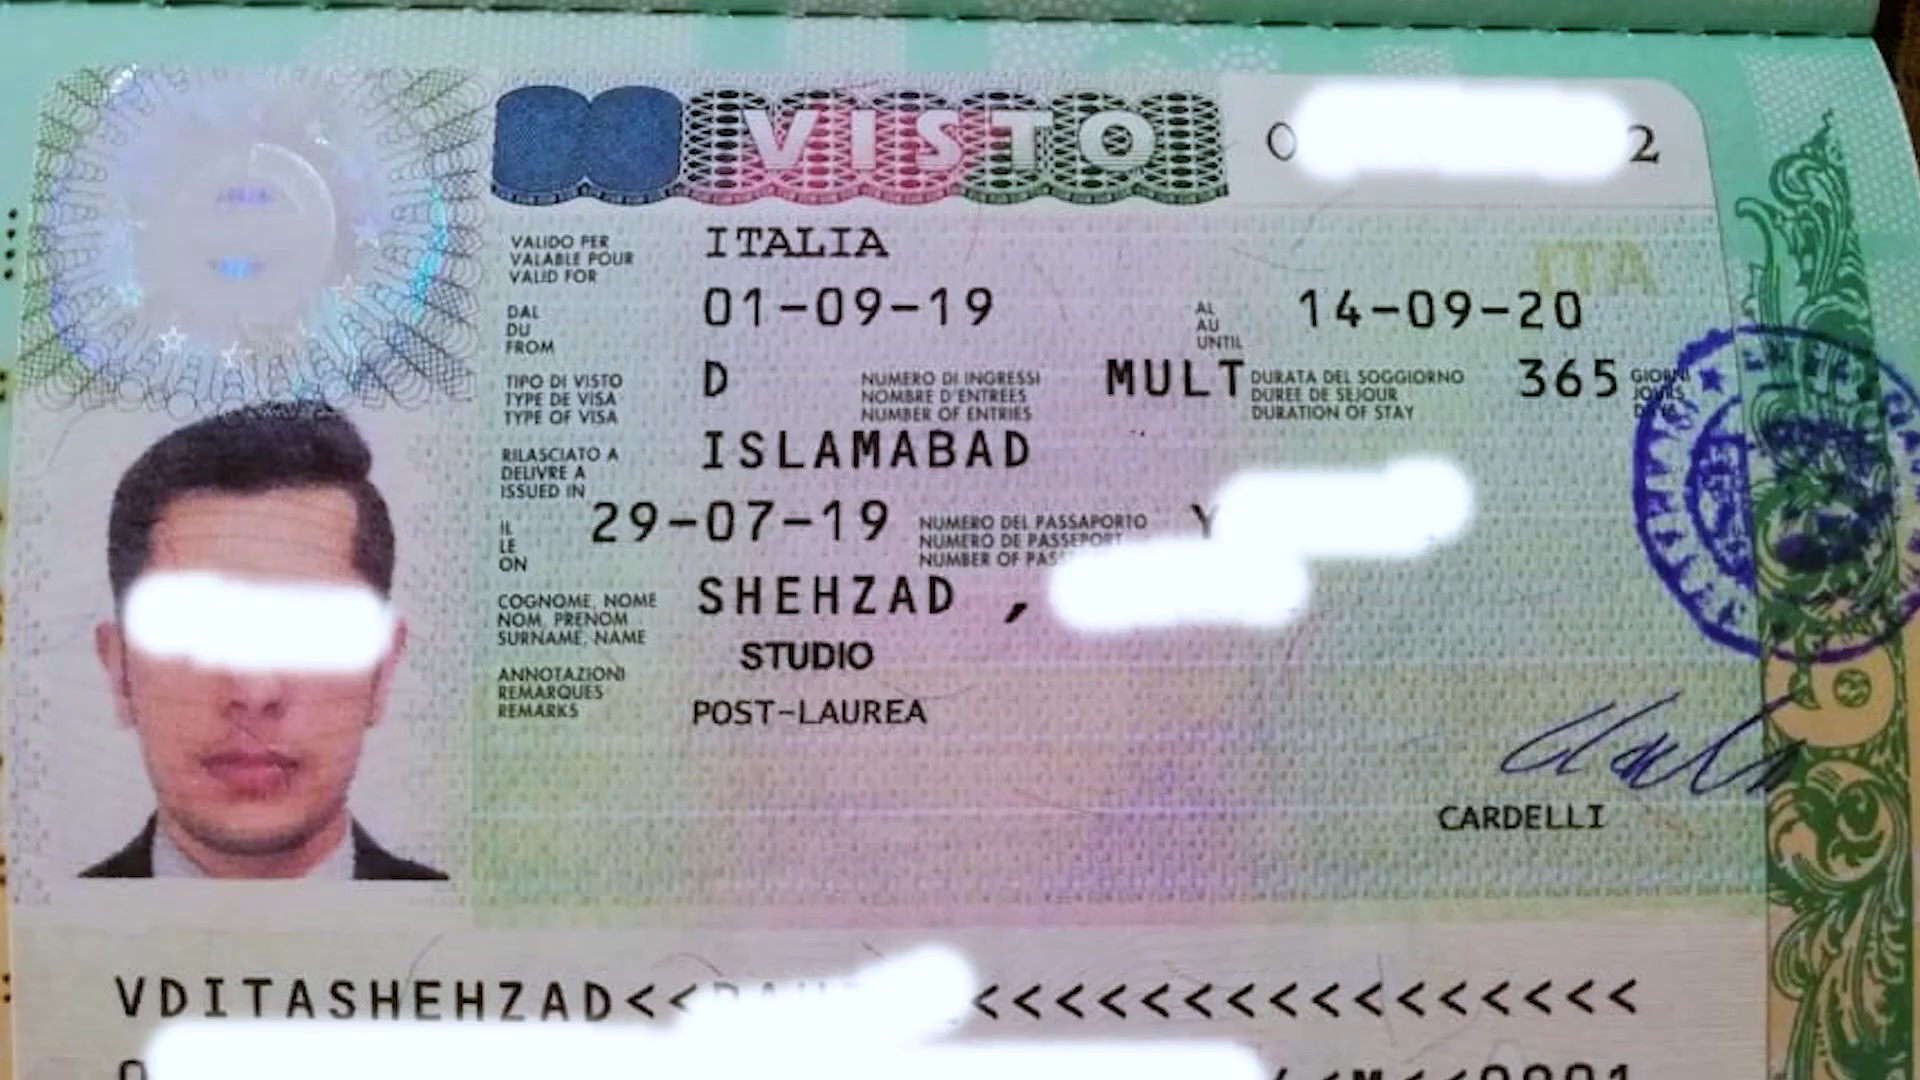 VISTO
VALIDO PER ITALIA
VALABLE POUR
VALID FOR
ITA
DAL 01-09-19 AL 14-09-20
DU AU
FROM UNTIL
TIPO DI VISTO D NUMERO DI INGRESSI MULT DURATA DEL SOGGIORNO 365 GIORNI
TYPE DE VISA NOMBRE D'ENTREES DUREE DE SEJOUR JOURS
TYPE OF VISA NUMBER OF ENTRIES DURATION OF STAY
RILASCIATO A ISLAMABAD
DELIVRE A
ISSUED IN
IL 29-07-19 NUMERO DEL PASSAPORTO Y
LE NUMERO DE PASSEPORT
ON NUMBER OF
COGNOME, NOME SHEHZAD ,
NOM, PRENOM
SURNAME, NAME
STUDIO
ANNOTAZIONI
REMARQUES POST-LAUREA
REMARKS
CARDELLI
VDITASHEHZAD<< <<<<<<<<<<<<<<<<<